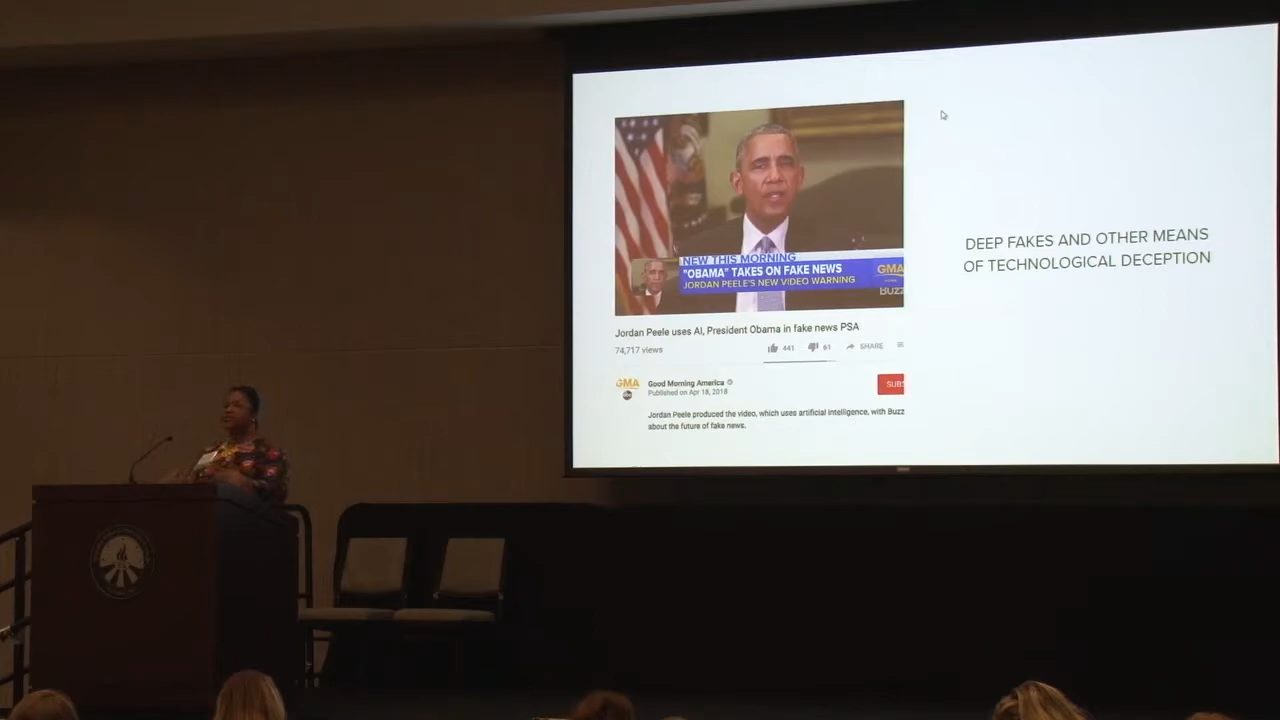 NEW THIS MORNING
"OBAMA" TAKES ON FAKE NEWS
JORDAN PEELE'S NEW VIDEO WARNING
GMA
Jordan Peele uses AI, President Obama in fake news PSA
74,717 views
441
61
SHARE
GMA
Good Morning America
Published on Apr 18, 2018
SUBS
Jordan Peele produced the video, which uses artificial intelligence, with Buzz
about the future of fake news.
DEEP FAKES AND OTHER MEANS
OF TECHNOLOGICAL DECEPTION